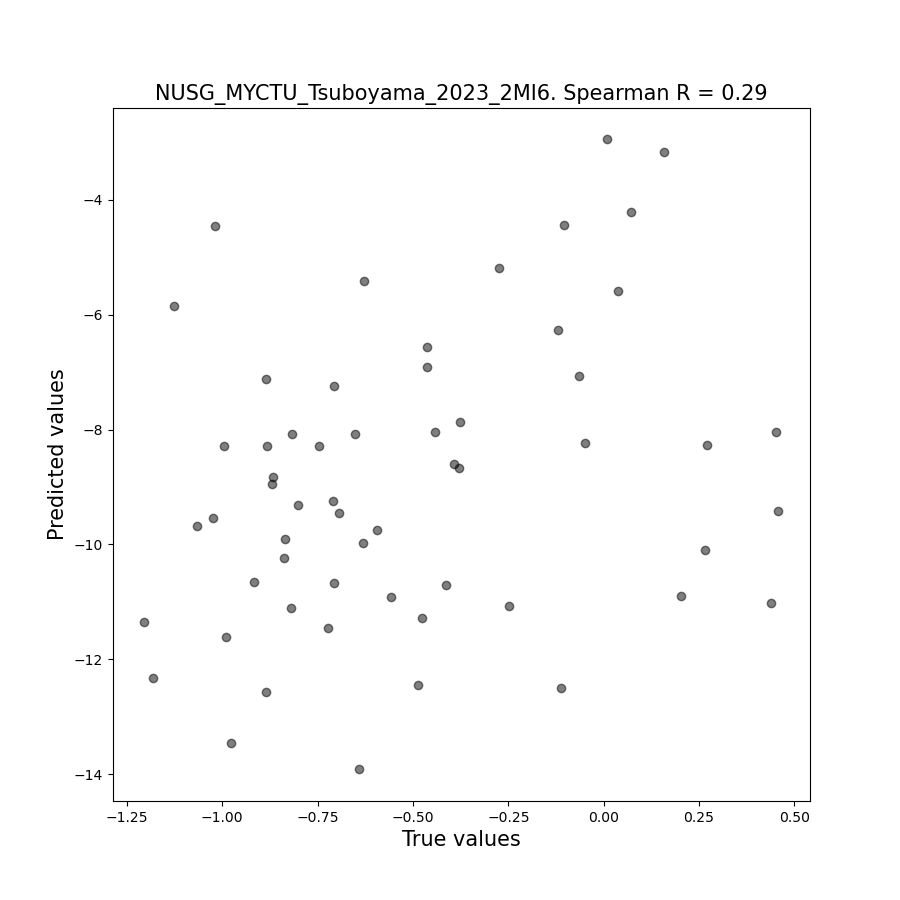 NUSG_MYCTU_Tsuboyama_2023_2MI6. Spearman R = 0.29
−4
−6
−8
−10
−12
−14
Predicted values
−1.25 −1.00 −0.75 −0.50 −0.25 0.00 0.25 0.50
True values